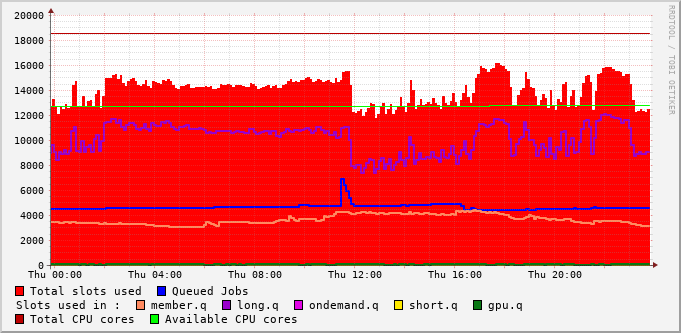 20000
18000
16000
14000
12000
10000
8000
6000
4000
2000
0
Thu 00:00 Thu 04:00 Thu 08:00 Thu 12:00 Thu 16:00 Thu 20:00
Total slots used Queued Jobs
Slots used in : member.q long.q ondemand.q short.q gpu.q
Total CPU cores Available CPU cores
RRDTOOL / TOBI OETIKER